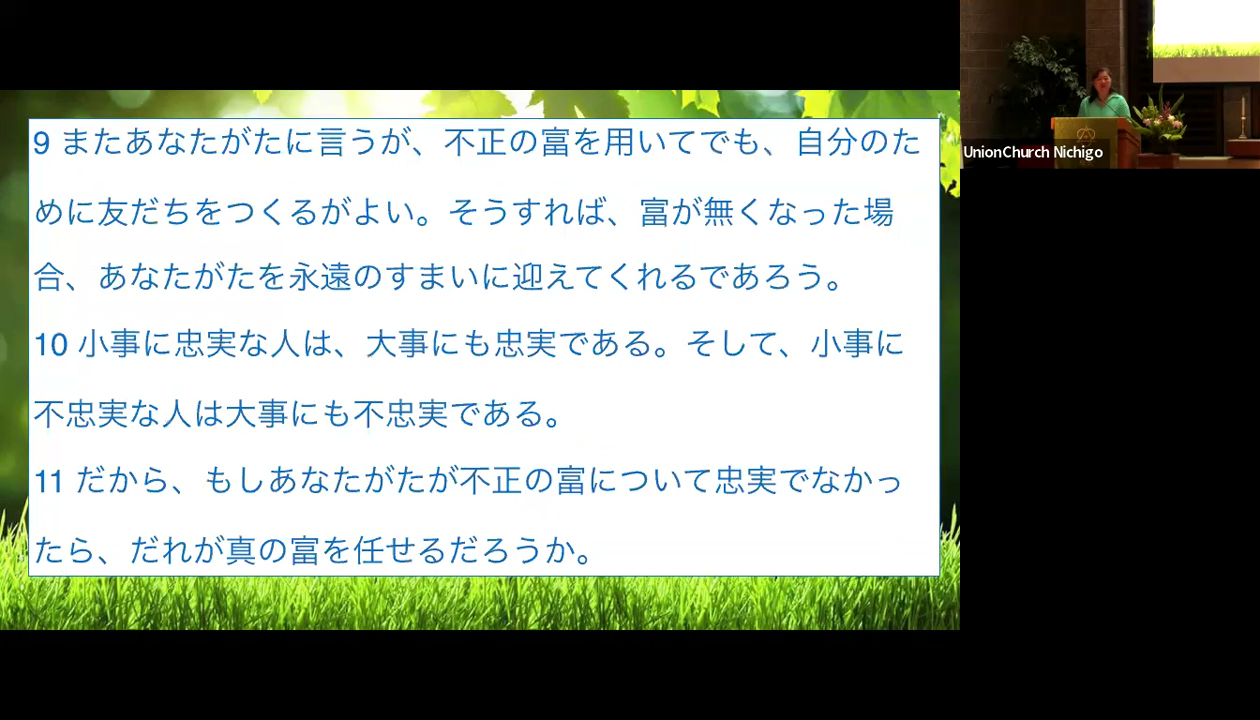 9 またあなたがたに言うが、不正の富を用いてでも、自分のた
めに友だちをつくるがよい。そうすれば、富が無くなった場
合、あなたがたを永遠のすまいに迎えてくれるであろう。
10 小事に忠実な人は、大事にも忠実である。そして、小事に
不忠実な人は大事にも不忠実である。
11 だから、もしあなたがたが不正の富について忠実でなかっ
たら、だれが真の富を任せるだろうか。
UnionChurch Nichigo